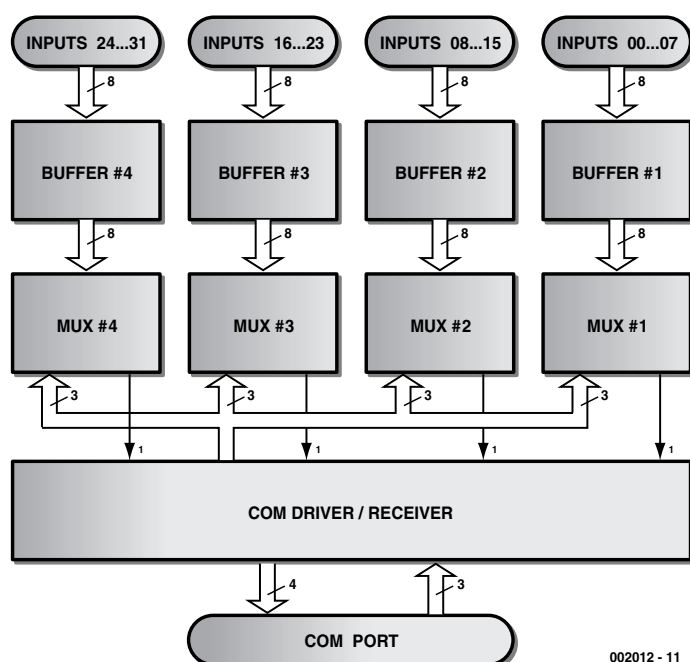 INPUTS 24...31
INPUTS 16...23
INPUTS 08...15
INPUTS 00...07
8
8
8
8
BUFFER #4
BUFFER #3
BUFFER #2
BUFFER #1
8
8
8
8
MUX #4
MUX #3
MUX #2
MUX #1
3
3
3
3
1
1
1
1
COM DRIVER / RECEIVER
4
3
COM PORT
002012 - 11